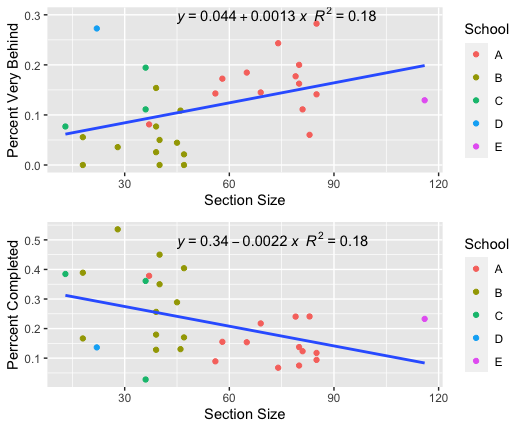 y = 0.044 + 0.0013 x R² = 0.18
Percent Very Behind
0.3
0.2
0.1
0.0
30 60 90 120
Section Size
School
A
B
C
D
E
y = 0.34 − 0.0022 x R² = 0.18
Perrcent Completed
0.5
0.4
0.3
0.2
0.1
30 60 90 120
Section Size
School
A
B
C
D
E